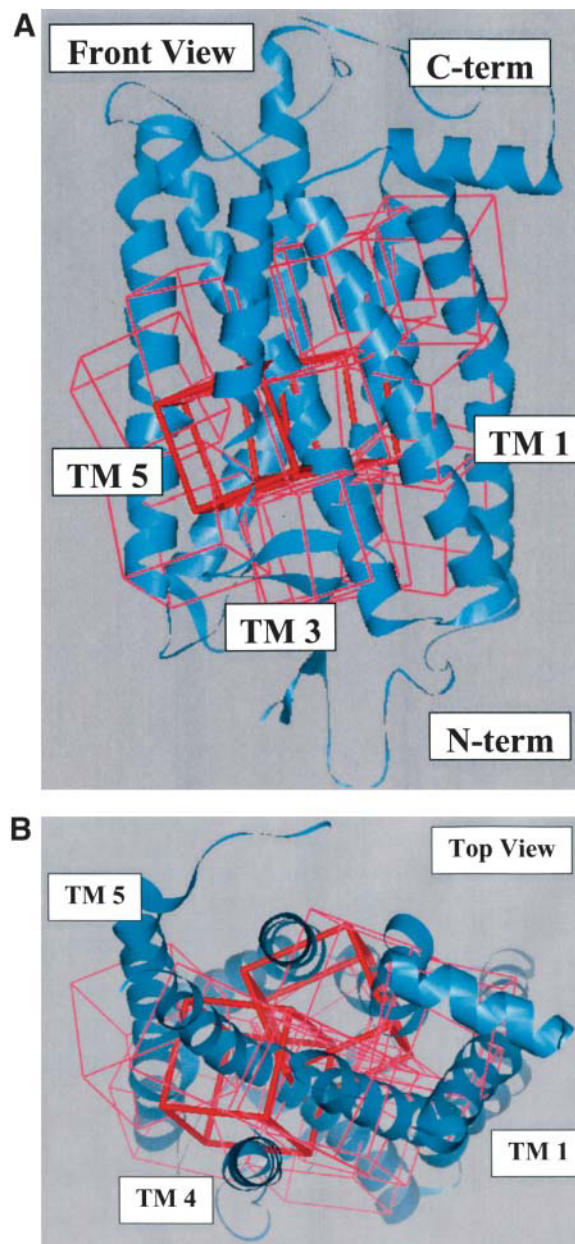 A
Front View
C-term
TM 5
TM 1
TM 3
N-term
B
Top View
TM 5
TM 4
TM 1